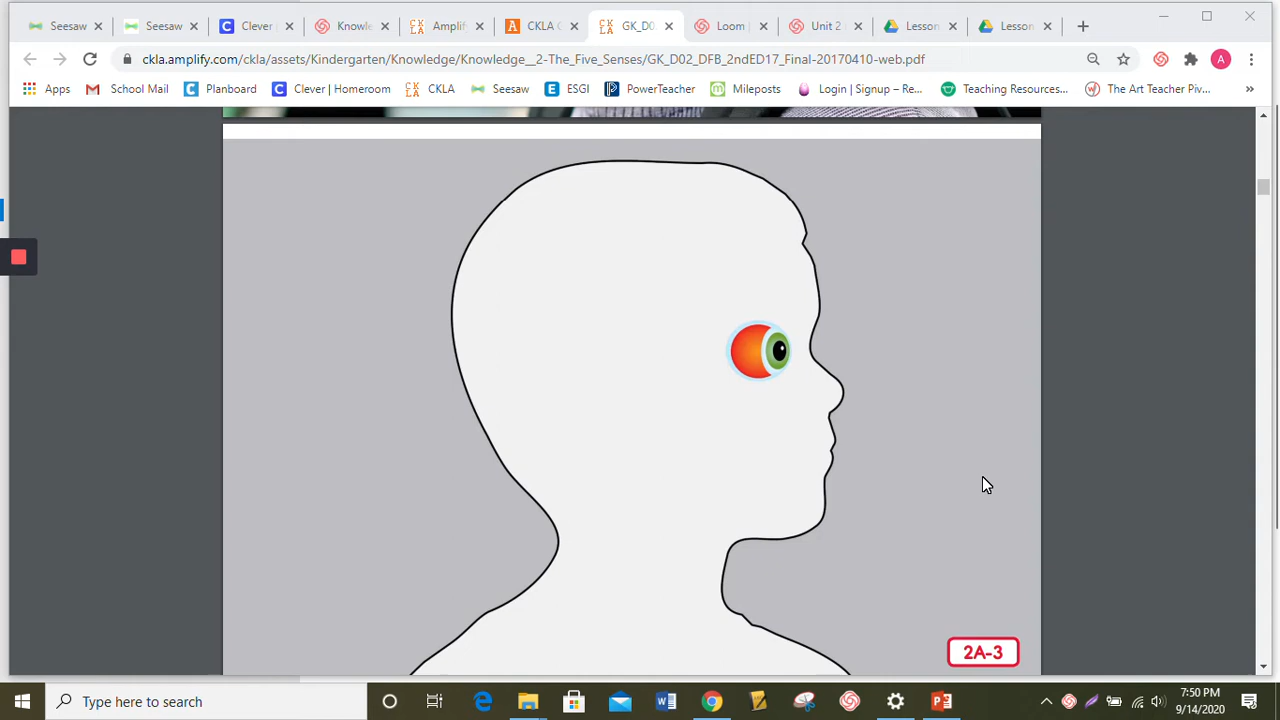 Seesaw
Seesaw
Clever
Knowle
Amplify
CKLA
GK_D0
Loom
Unit 2
Lesson
Lesson
ckla.amplify.com/ckla/assets/Kindergarten/Knowledge/Knowledge__2-The_Five_Senses/GK_D02_DFB_2ndED17_Final-20170410-web.pdf
A
Apps
School Mail
Planboard
Clever | Homeroom
CKLA
Seesaw
ESGI
PowerTeacher
Mileposts
Login | Signup – Re...
Teaching Resources...
The Art Teacher Piv...
»
2A-3
Type here to search
7:50 PM
9/14/2020